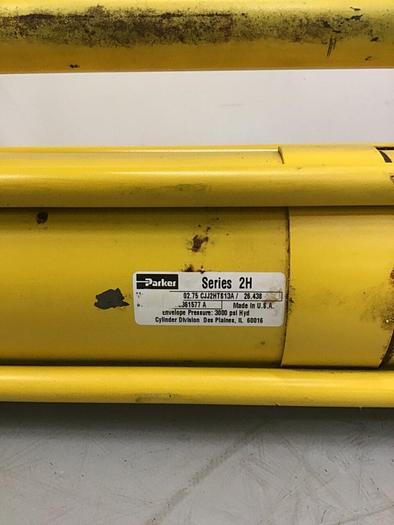 Parker Series 2H
02.75 CJJ2HTS13A / 26.438
361577 A Made in U.S.A.
Envelope Pressure: 3000 psi Hyd
Cylinder Division Des Plaines, IL 60016